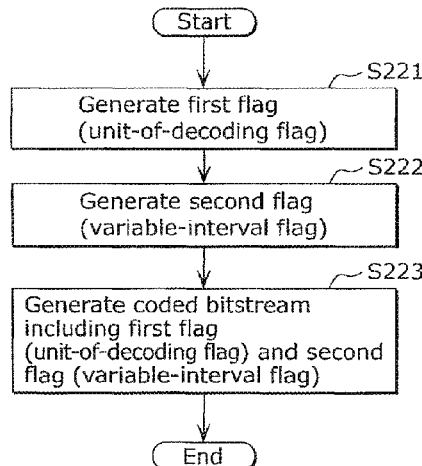 Start
S221
Generate first flag
(unit-of-decoding flag)
S222
Generate second flag
(variable-interval flag)
S223
Generate coded bitstream
including first flag
(unit-of-decoding flag) and second
flag (variable-interval flag)
End